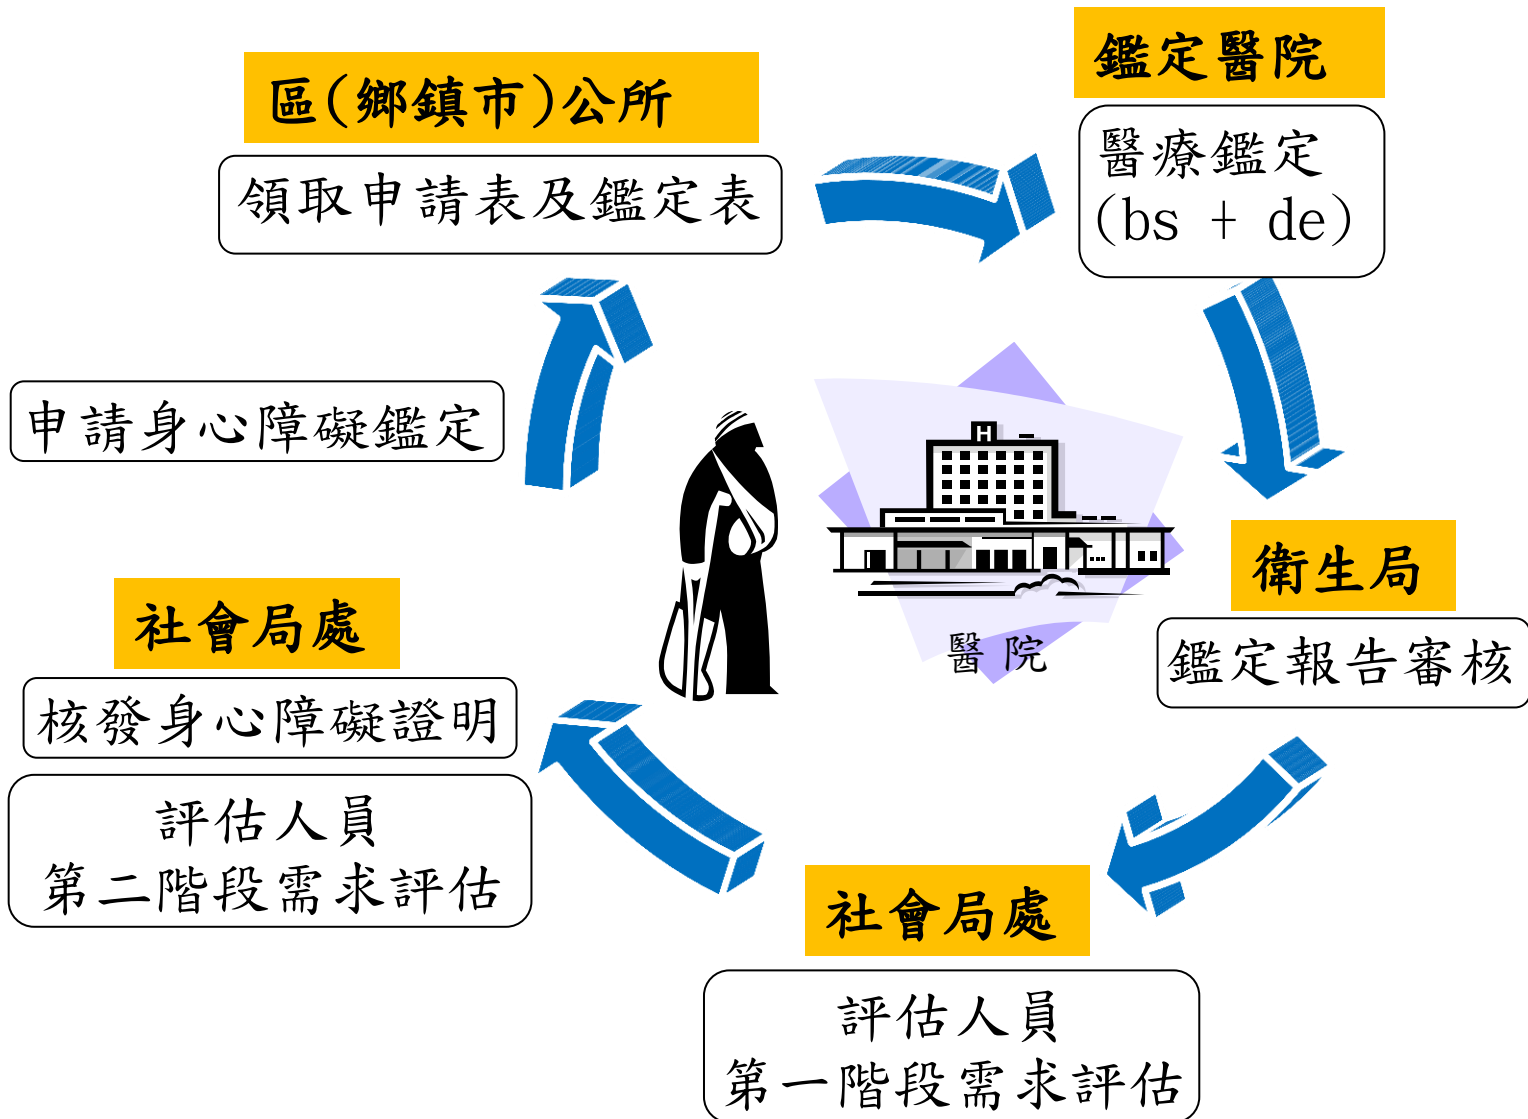 區(鄉鎮市)公所
領取申請表及鑑定表
鑑定醫院
醫療鑑定
(bs + de)
申請身心障礙鑑定
H
醫院
衛生局
鑑定報告審核
社會局處
核發身心障礙證明
評估人員
第二階段需求評估
社會局處
評估人員
第一階段需求評估